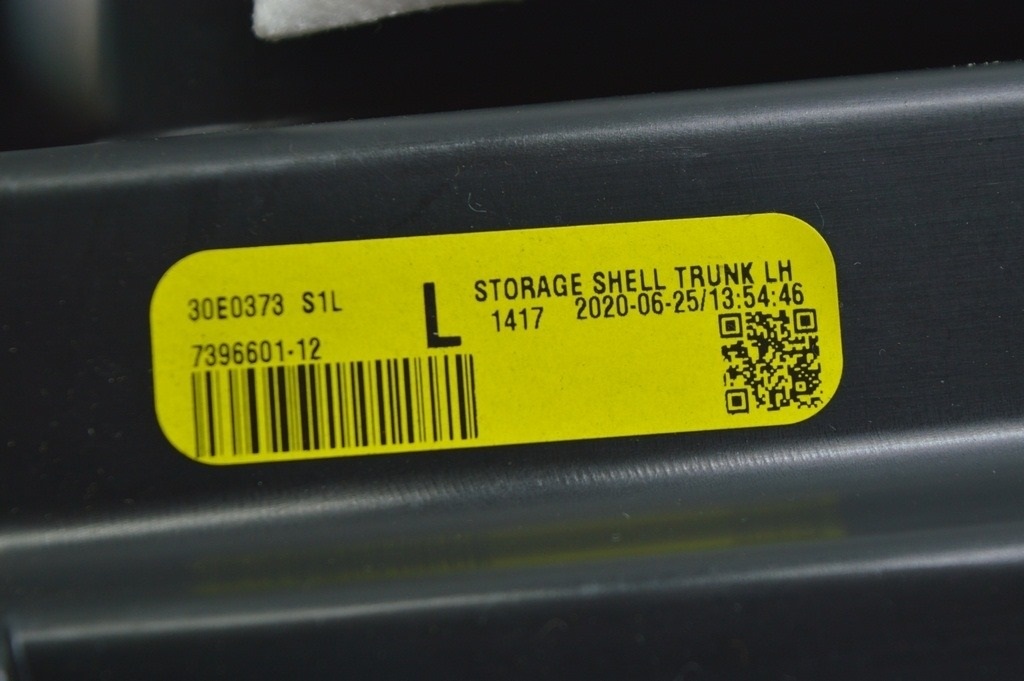 30E0373 S1L
7396601-12
L
STORAGE SHELL TRUNK LH
1417 2020-06-25/13:54:46